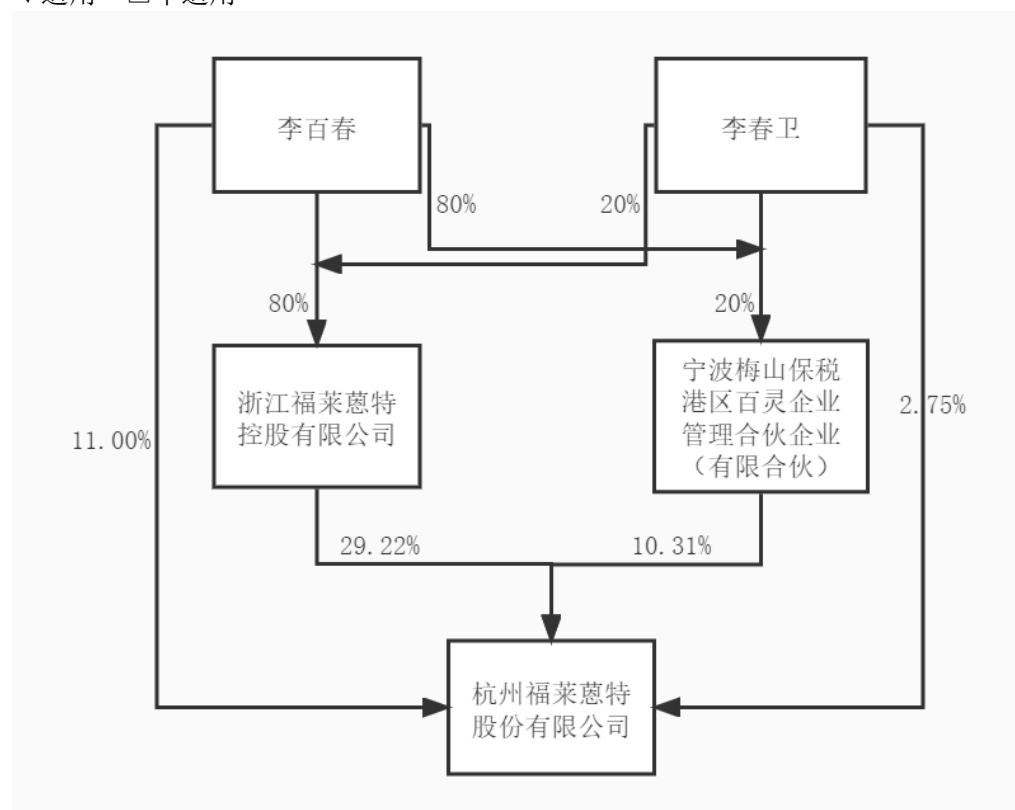 李百春
李春卫
80%
20%
80%
20%
浙江福莱蒽特
控股有限公司
宁波梅山保税
港区百灵企业
管理合伙企业
（有限合伙）
2.75%
11.00%
29.22%
10.31%
杭州福莱蒽特
股份有限公司